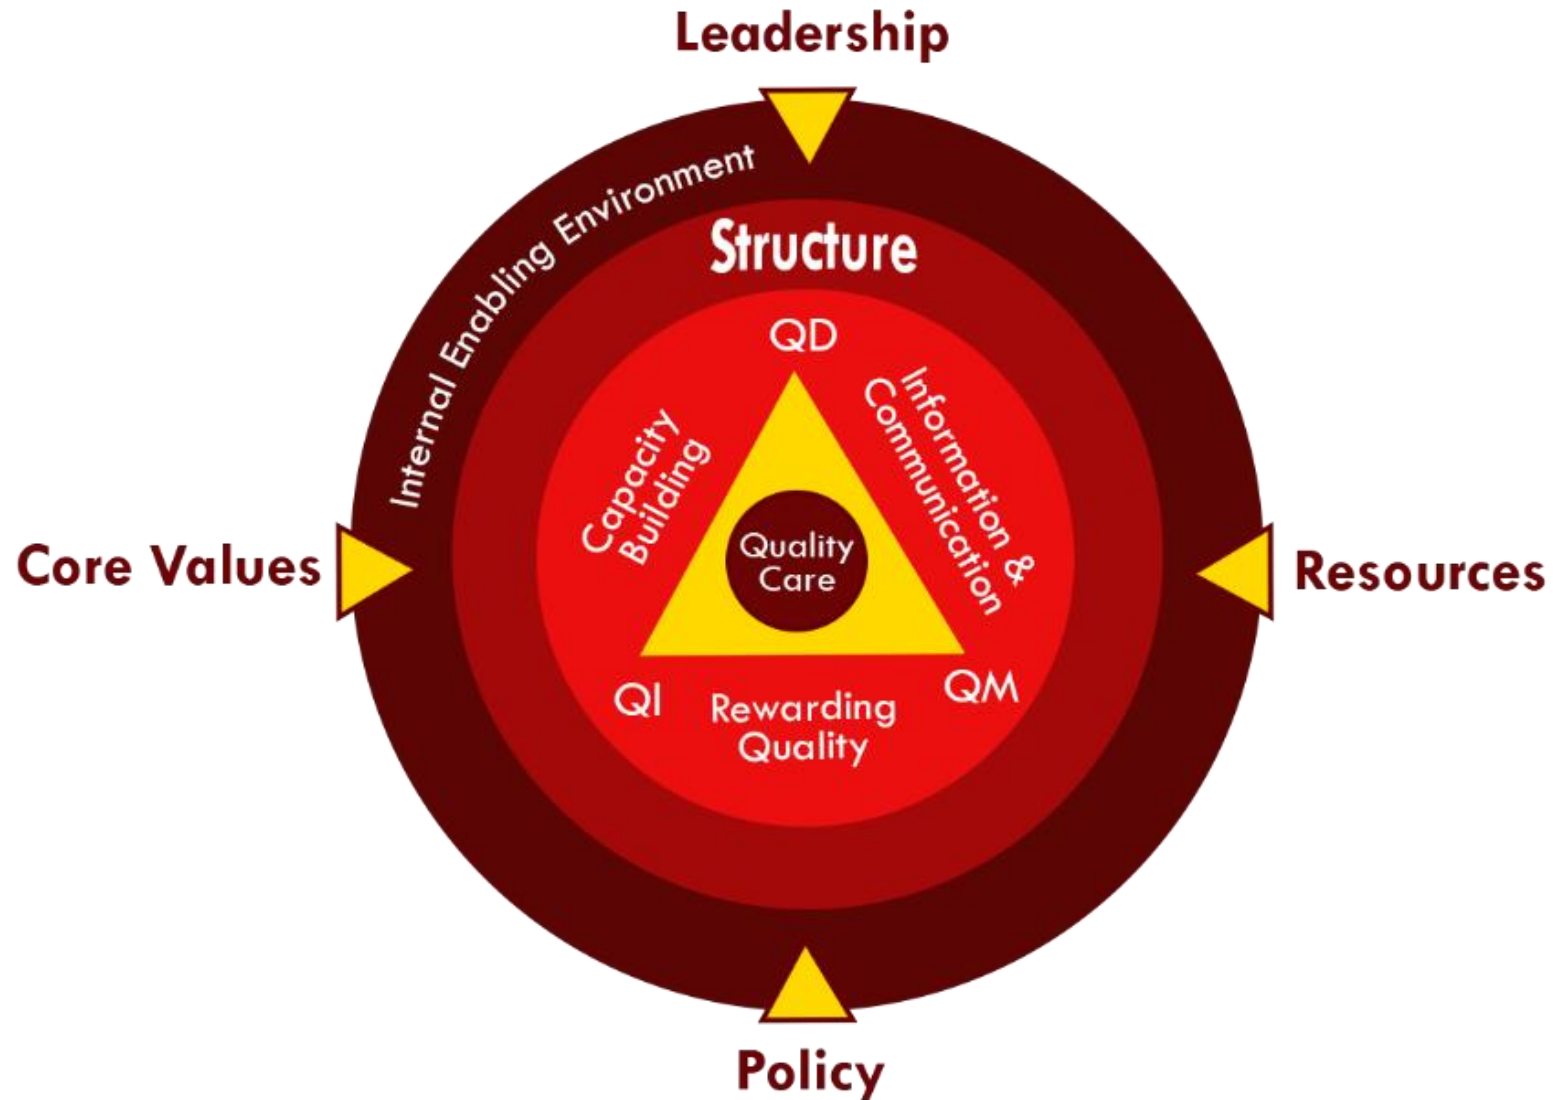 Leadership
Internal Enabling Environment
Structure
QD
Capacity
Building
Information &
Communication
Quality
Care
Core Values
Resources
QI
QM
Rewarding
Quality
Policy